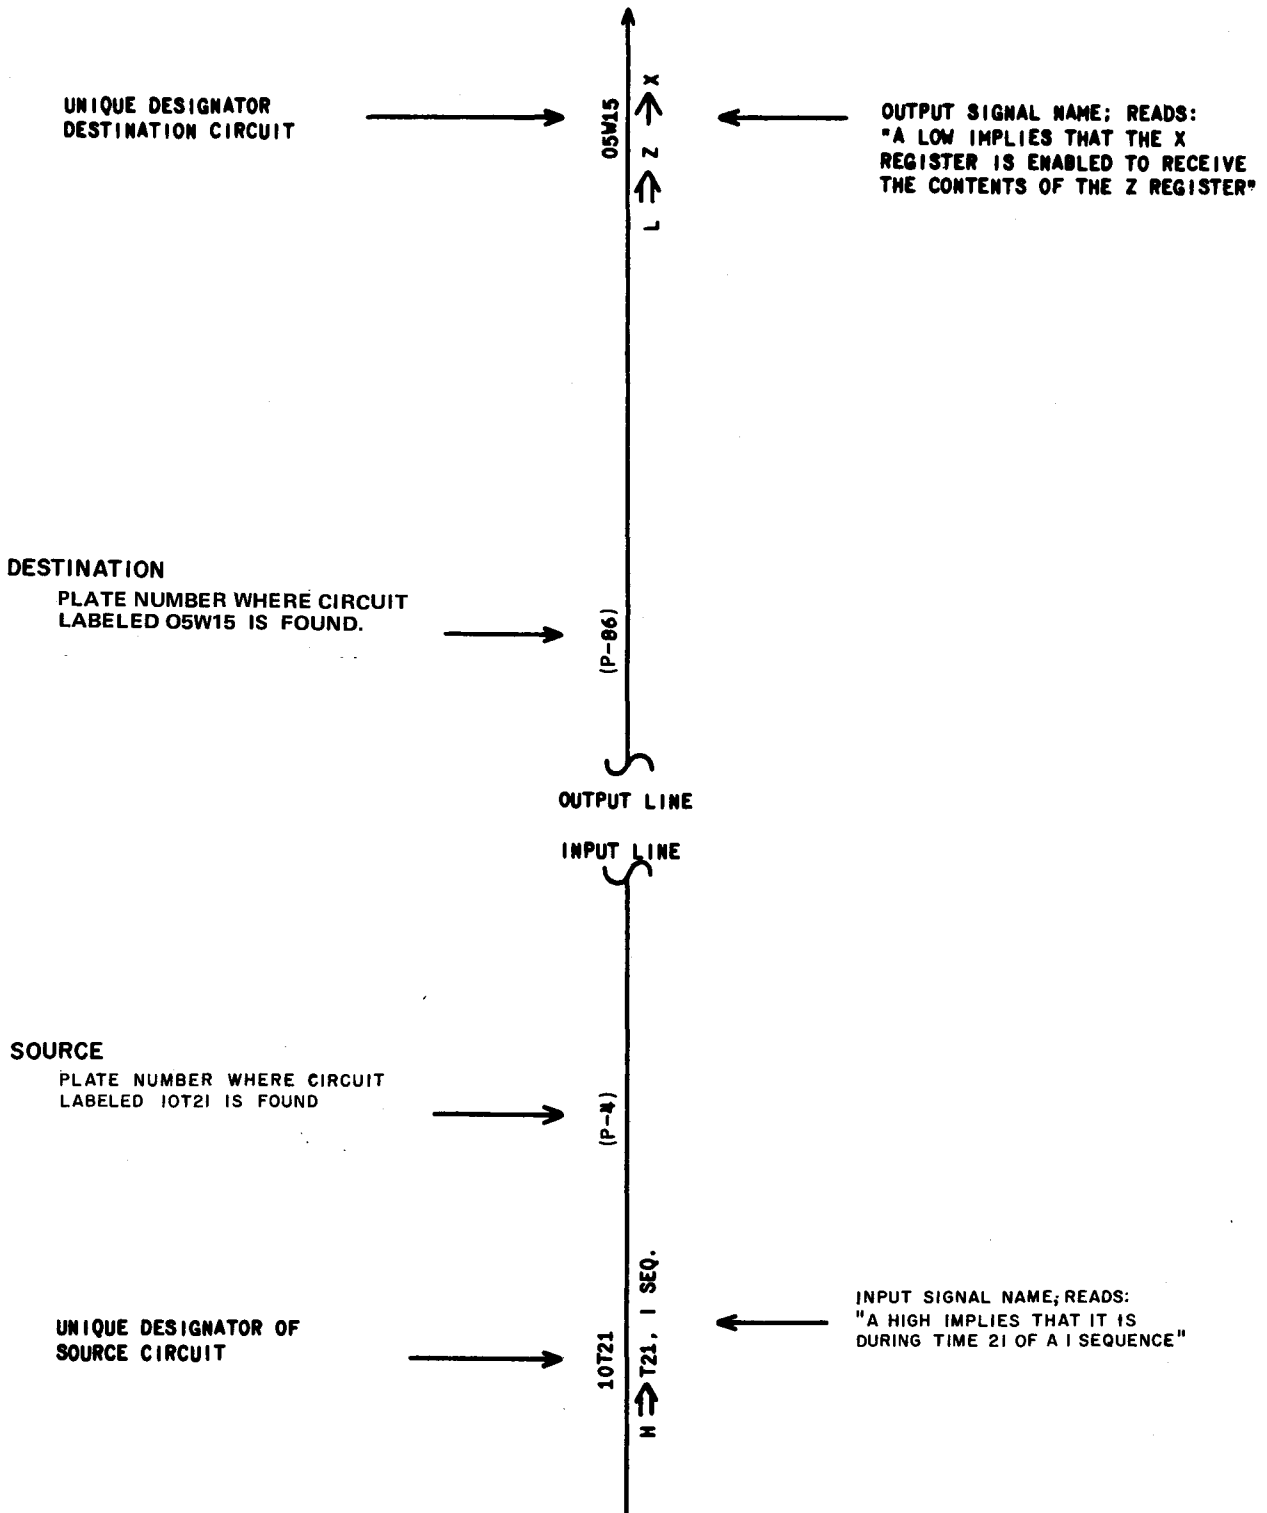 UNIQUE DESIGNATOR
DESTINATION CIRCUIT
05W15
L ⇒ Z → X
OUTPUT SIGNAL NAME; READS:
"A LOW IMPLIES THAT THE X
REGISTER IS ENABLED TO RECEIVE
THE CONTENTS OF THE Z REGISTER"
DESTINATION
PLATE NUMBER WHERE CIRCUIT
LABELED 05W15 IS FOUND.
(P-86)
OUTPUT LINE
INPUT LINE
SOURCE
PLATE NUMBER WHERE CIRCUIT
LABELED 10T21 IS FOUND
(P-4)
UNIQUE DESIGNATOR OF
SOURCE CIRCUIT
10T21
H ⇒ T21, I SEQ.
INPUT SIGNAL NAME; READS:
"A HIGH IMPLIES THAT IT IS
DURING TIME 21 OF A I SEQUENCE"